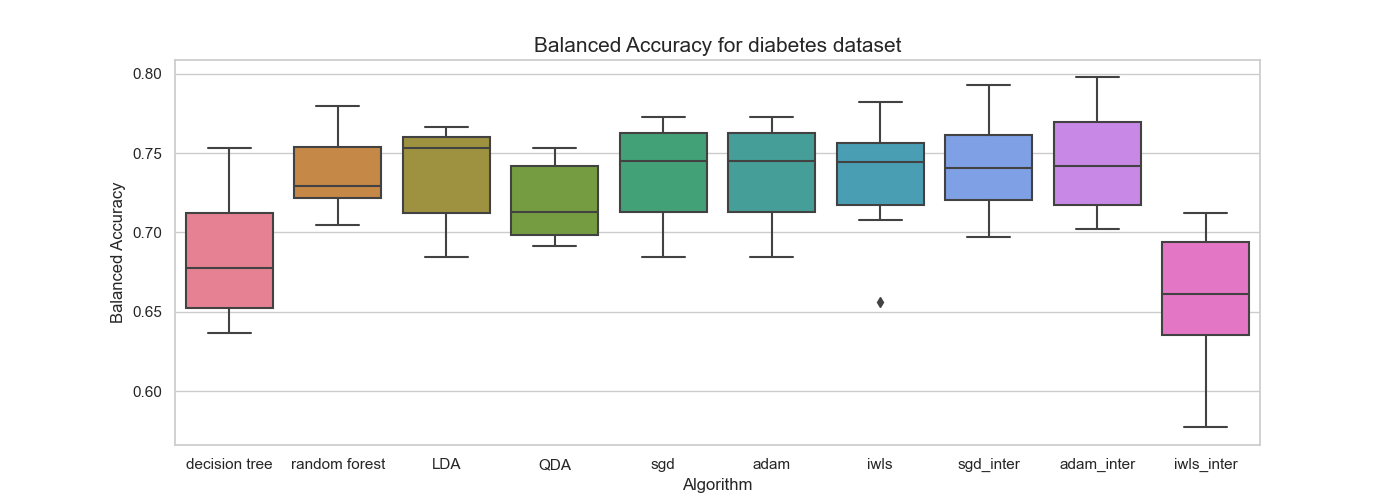 Balanced Accuracy for diabetes dataset
Balanced Accuracy
0.80
0.75
0.70
0.65
0.60
decision tree random forest LDA QDA sgd adam iwls sgd_inter adam_inter iwls_inter
Algorithm